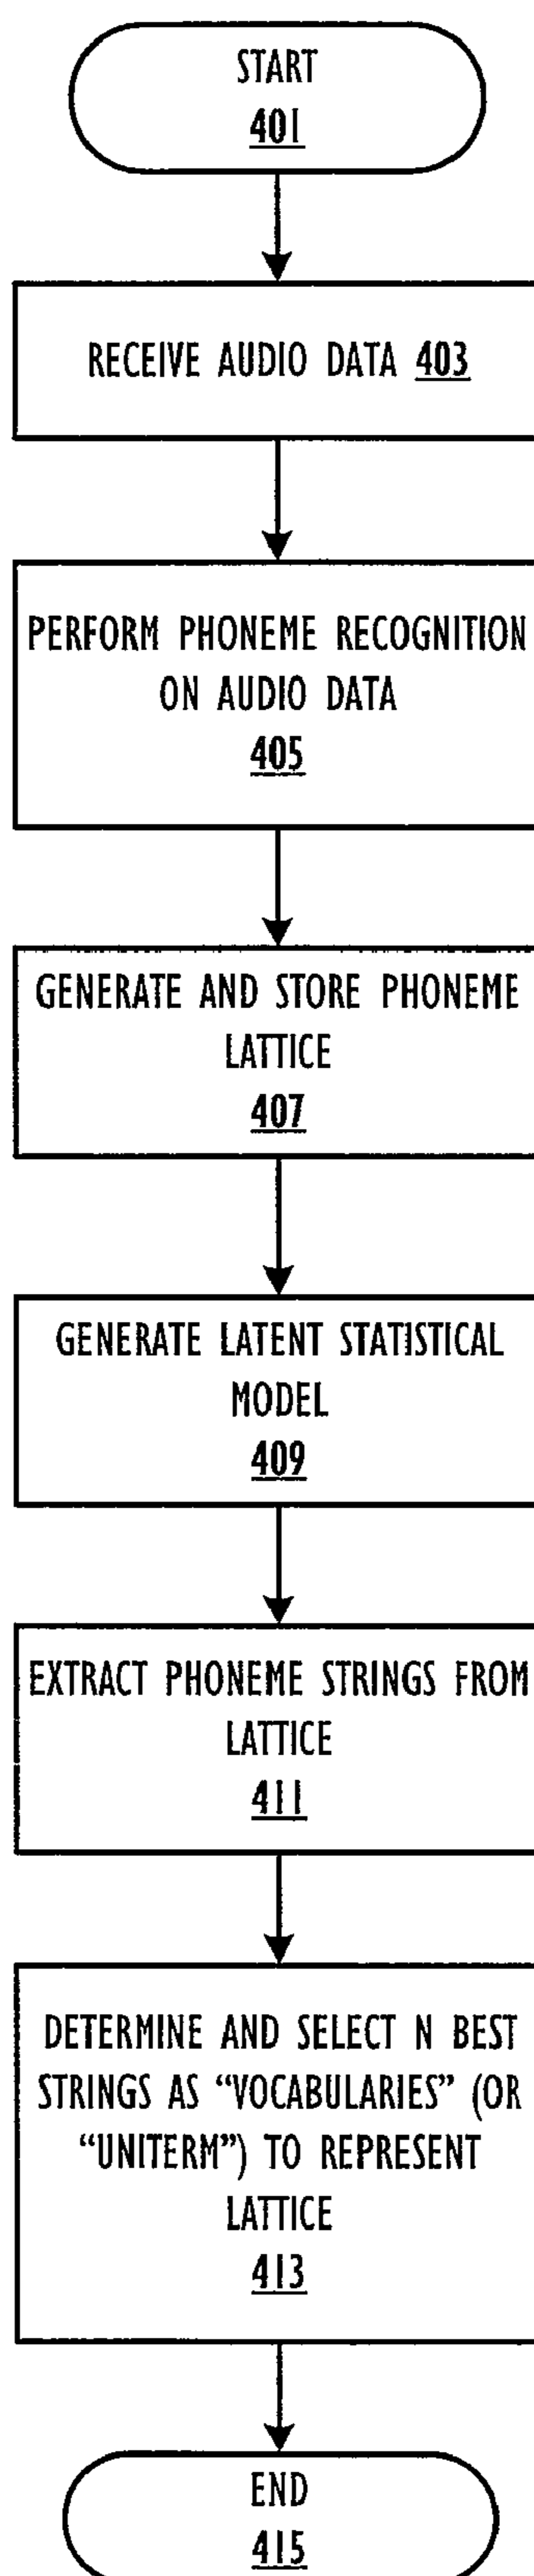 START
401
RECEIVE AUDIO DATA 403
PERFORM PHONEME RECOGNITION
ON AUDIO DATA
405
GENERATE AND STORE PHONEME
LATTICE
407
GENERATE LATENT STATISTICAL
MODEL
409
EXTRACT PHONEME STRINGS FROM
LATTICE
411
DETERMINE AND SELECT N BEST
STRINGS AS “VOCABULARIES” (OR
“UNITERM”) TO REPRESENT
LATTICE
413
END
415